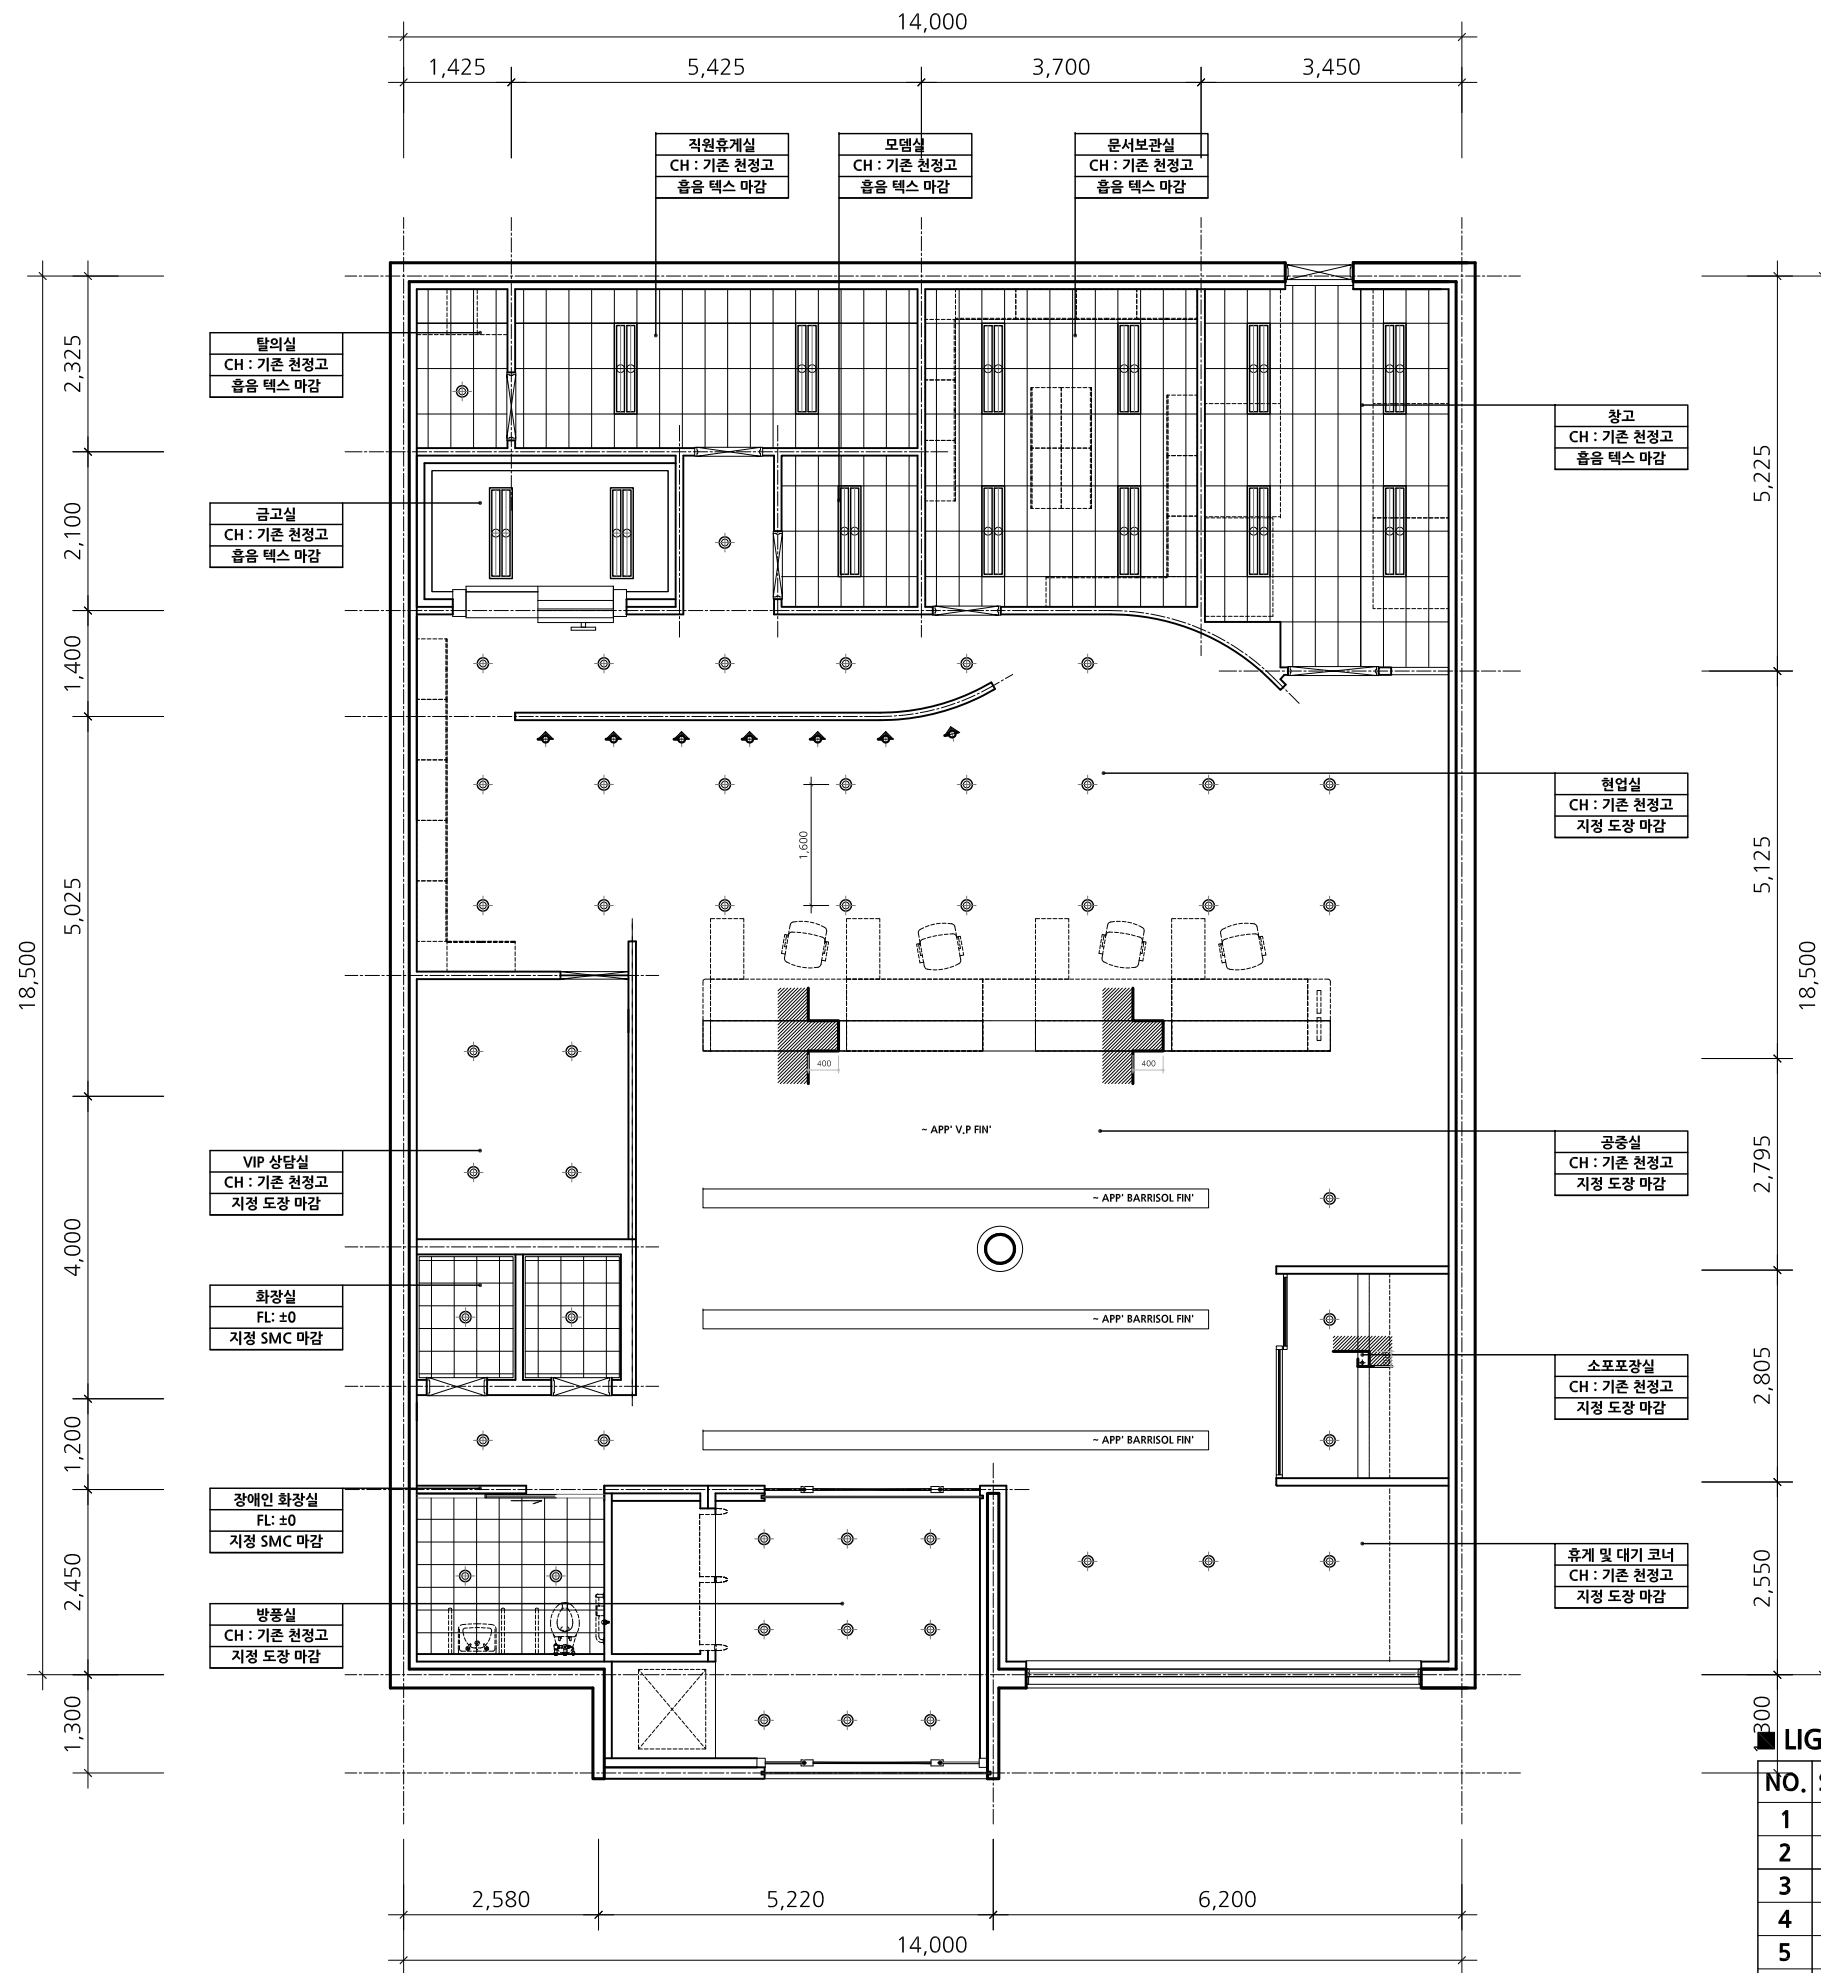 14,000
1,425
5,425
3,700
3,450
직원휴게실
CH : 기존 천정고
흡음 텍스 마감
모뎀실
CH : 기존 천정고
흡음 텍스 마감
문서보관실
CH : 기존 천정고
흡음 텍스 마감
탈의실
CH : 기존 천정고
흡음 텍스 마감
금고실
CH : 기존 천정고
흡음 텍스 마감
창고
CH : 기존 천정고
흡음 텍스 마감
현업실
CH : 기존 천정고
지정 도장 마감
1,600
400
400
~ APP' V.P FIN'
공중실
CH : 기존 천정고
지정 도장 마감
VIP 상담실
CH : 기존 천정고
지정 도장 마감
~ APP' BARRISOL FIN'
화장실
FL: ±0
지정 SMC 마감
~ APP' BARRISOL FIN'
소포포장실
CH : 기존 천정고
지정 도장 마감
~ APP' BARRISOL FIN'
장애인 화장실
FL: ±0
지정 SMC 마감
휴게 및 대기 코너
CH : 기존 천정고
지정 도장 마감
방풍실
CH : 기존 천정고
지정 도장 마감
2,325
2,100
1,400
5,025
4,000
1,200
2,450
1,300
18,500
5,225
5,125
2,795
2,805
2,550
300
18,500
2,580
5,220
6,200
14,000
■ LIG
NO.
1
2
3
4
5